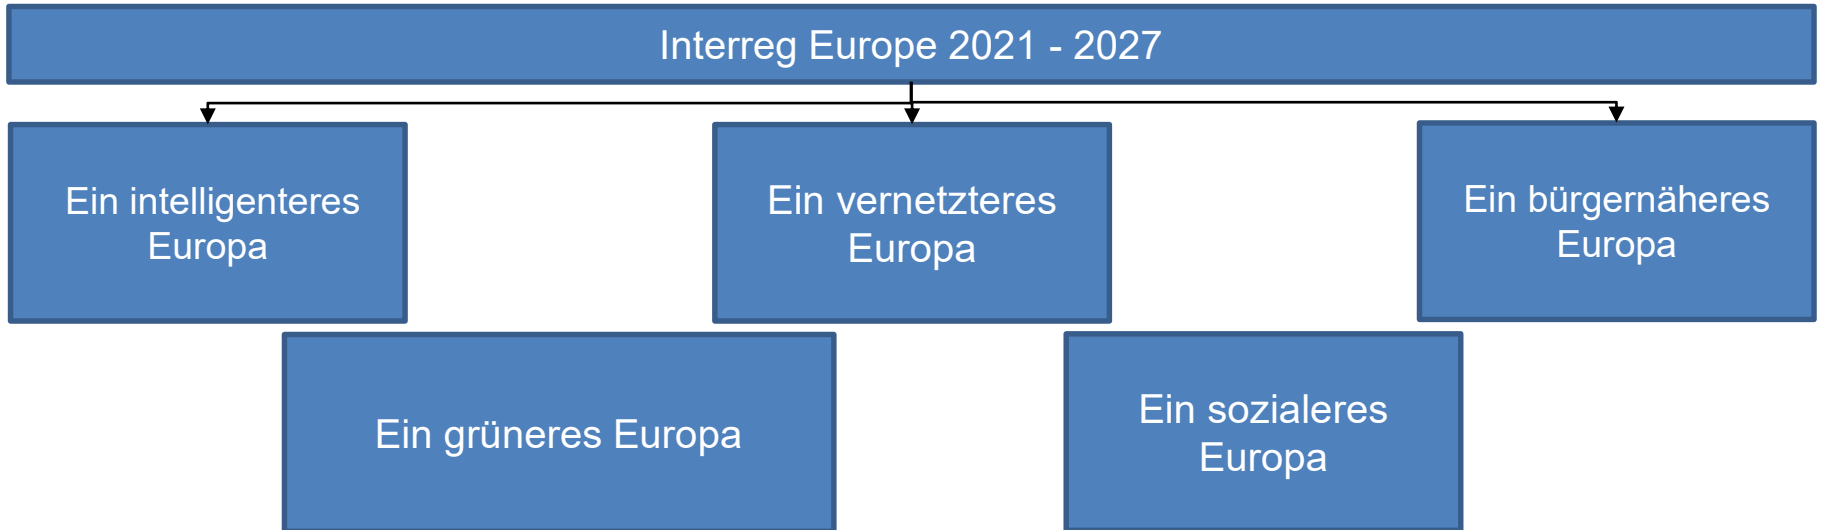 Interreg Europe 2021 - 2027
Ein intelligenteres
Europa
Ein vernetzteres
Europa
Ein bürgernäheres
Europa
Ein grüneres Europa
Ein sozialeres
Europa